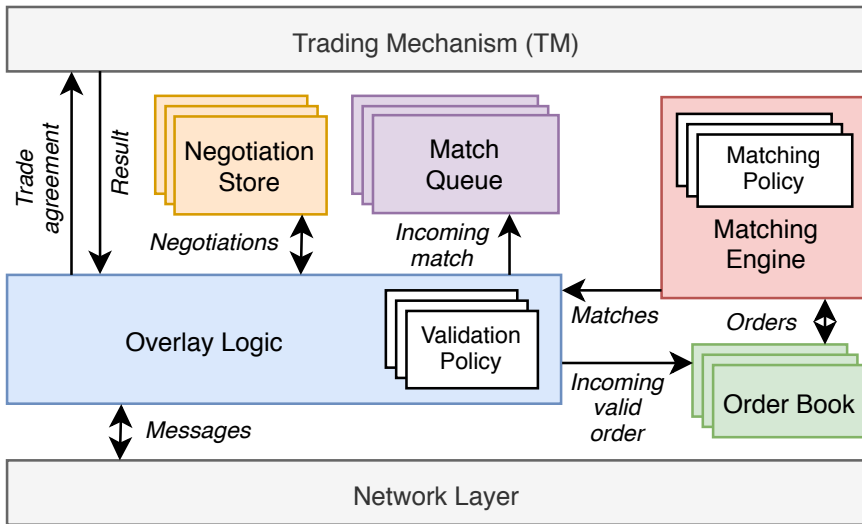 Trading Mechanism (TM)
Trade
agreement
Result
Negotiation
Store
Match
Queue
Matching
Policy
Matching
Engine
Negotiations
Incoming
match
Matches
Orders
Overlay Logic
Validation
Policy
Incoming
valid
order
Order Book
Messages
Network Layer